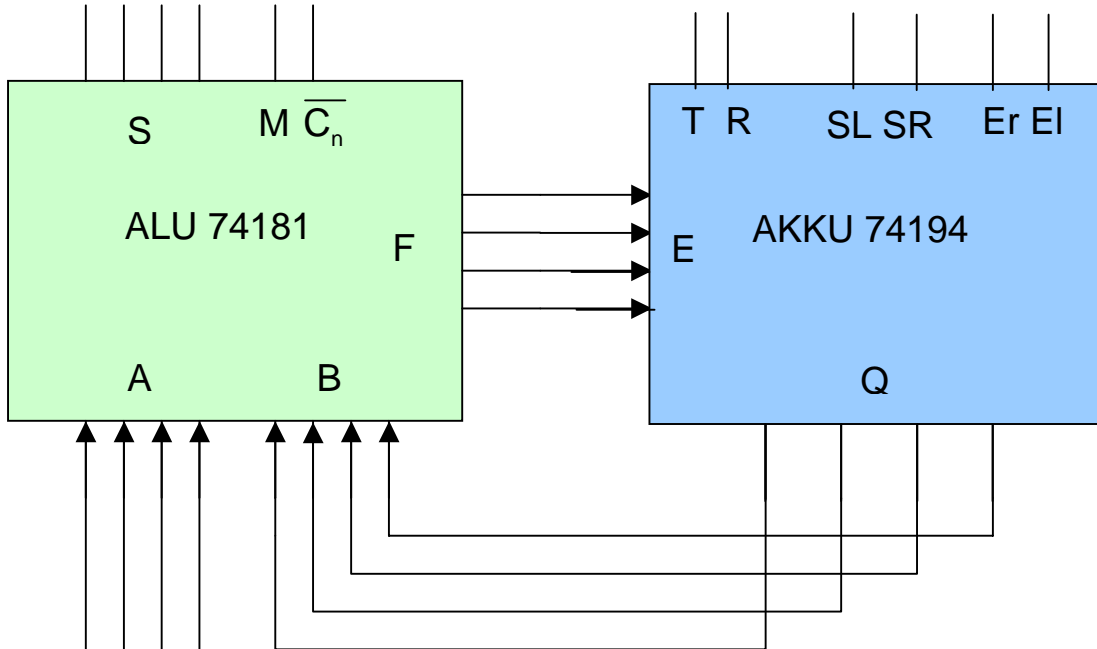 S M C̅n̅
ALU 74181
F
A B
T R SL SR Er El
AKKU 74194
E
Q